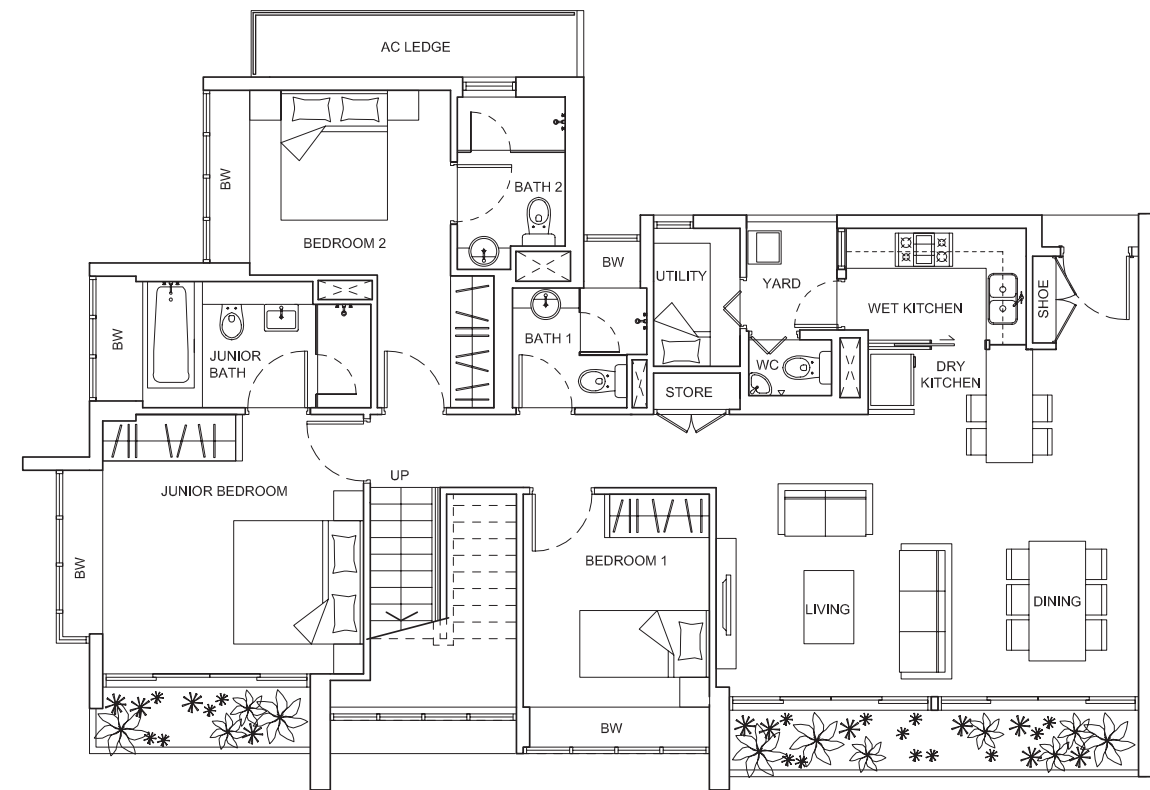 AC LEDGE
BW
BATH 2
BEDROOM 2
BW
UTILITY
YARD
WET KITCHEN
SHOE
BW
JUNIOR
BATH
BATH 1
WC
DRY
KITCHEN
STORE
UP
JUNIOR BEDROOM
BW
BEDROOM 1
LIVING
DINING
BW